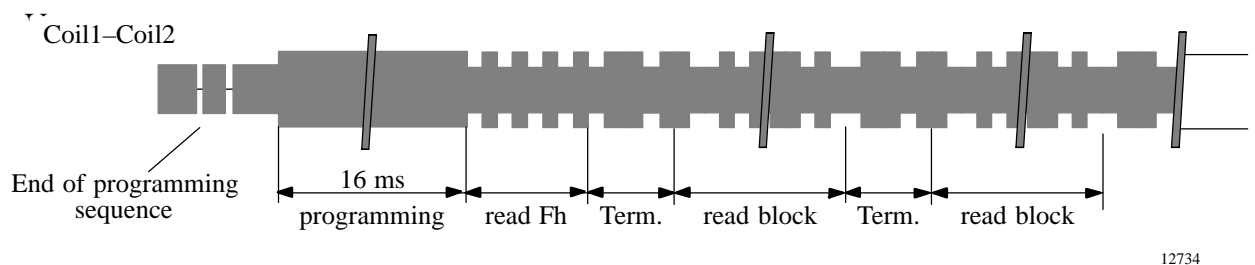 Coil1–Coil2
End of programming
sequence
16 ms
programming
read Fh
Term.
read block
Term.
read block
12734